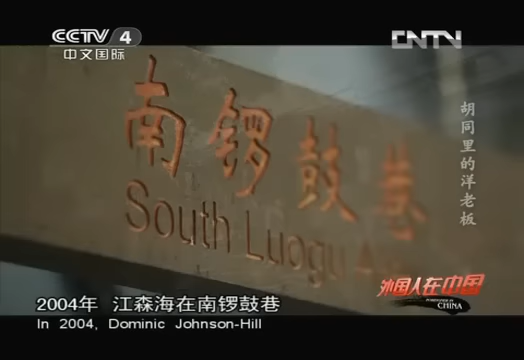 CCTV 4
中文国际
CNTV
南锣鼓巷
South Luogu
胡同里的洋老板
外国人在中国
CHINA
2004年 江森海在南锣鼓巷
In 2004, Dominic Johnson-Hill